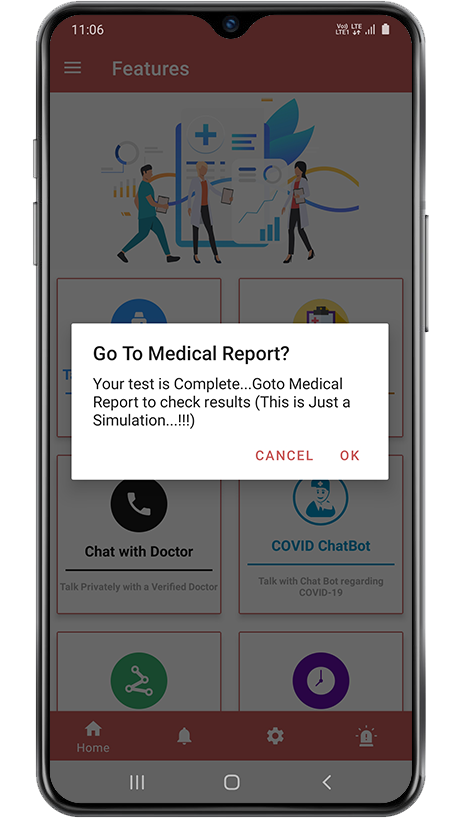 11:06
Vo)) LTE
LTE1
Features
Go To Medical Report?
Your test is Complete...Goto Medical
Report to check results (This is Just a
Simulation...!!!)
CANCEL OK
Chat with Doctor
Talk Privately with a Verified Doctor
COVID ChatBot
Talk with Chat Bot regarding
COVID-19
Home